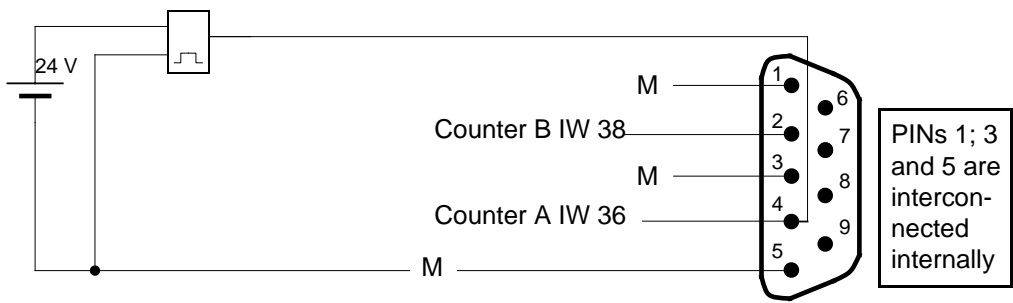 24 V
M
1
6
Counter B IW 38
2
7
M
3
8
Counter A IW 36
4
9
M
5
PINs 1; 3
and 5 are
intercon-
nected
internally